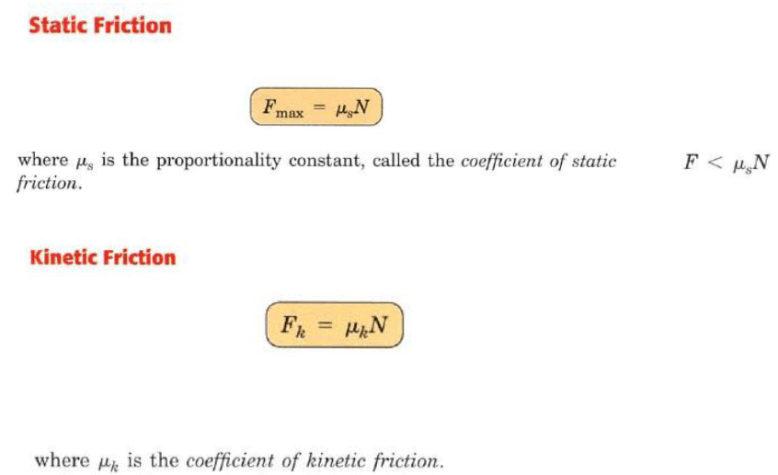 Static Friction
F_max = μ_s N
where μ_s is the proportionality constant, called the coefficient of static F < μ_s N
friction.
Kinetic Friction
F_k = μ_k N
where μ_k is the coefficient of kinetic friction.